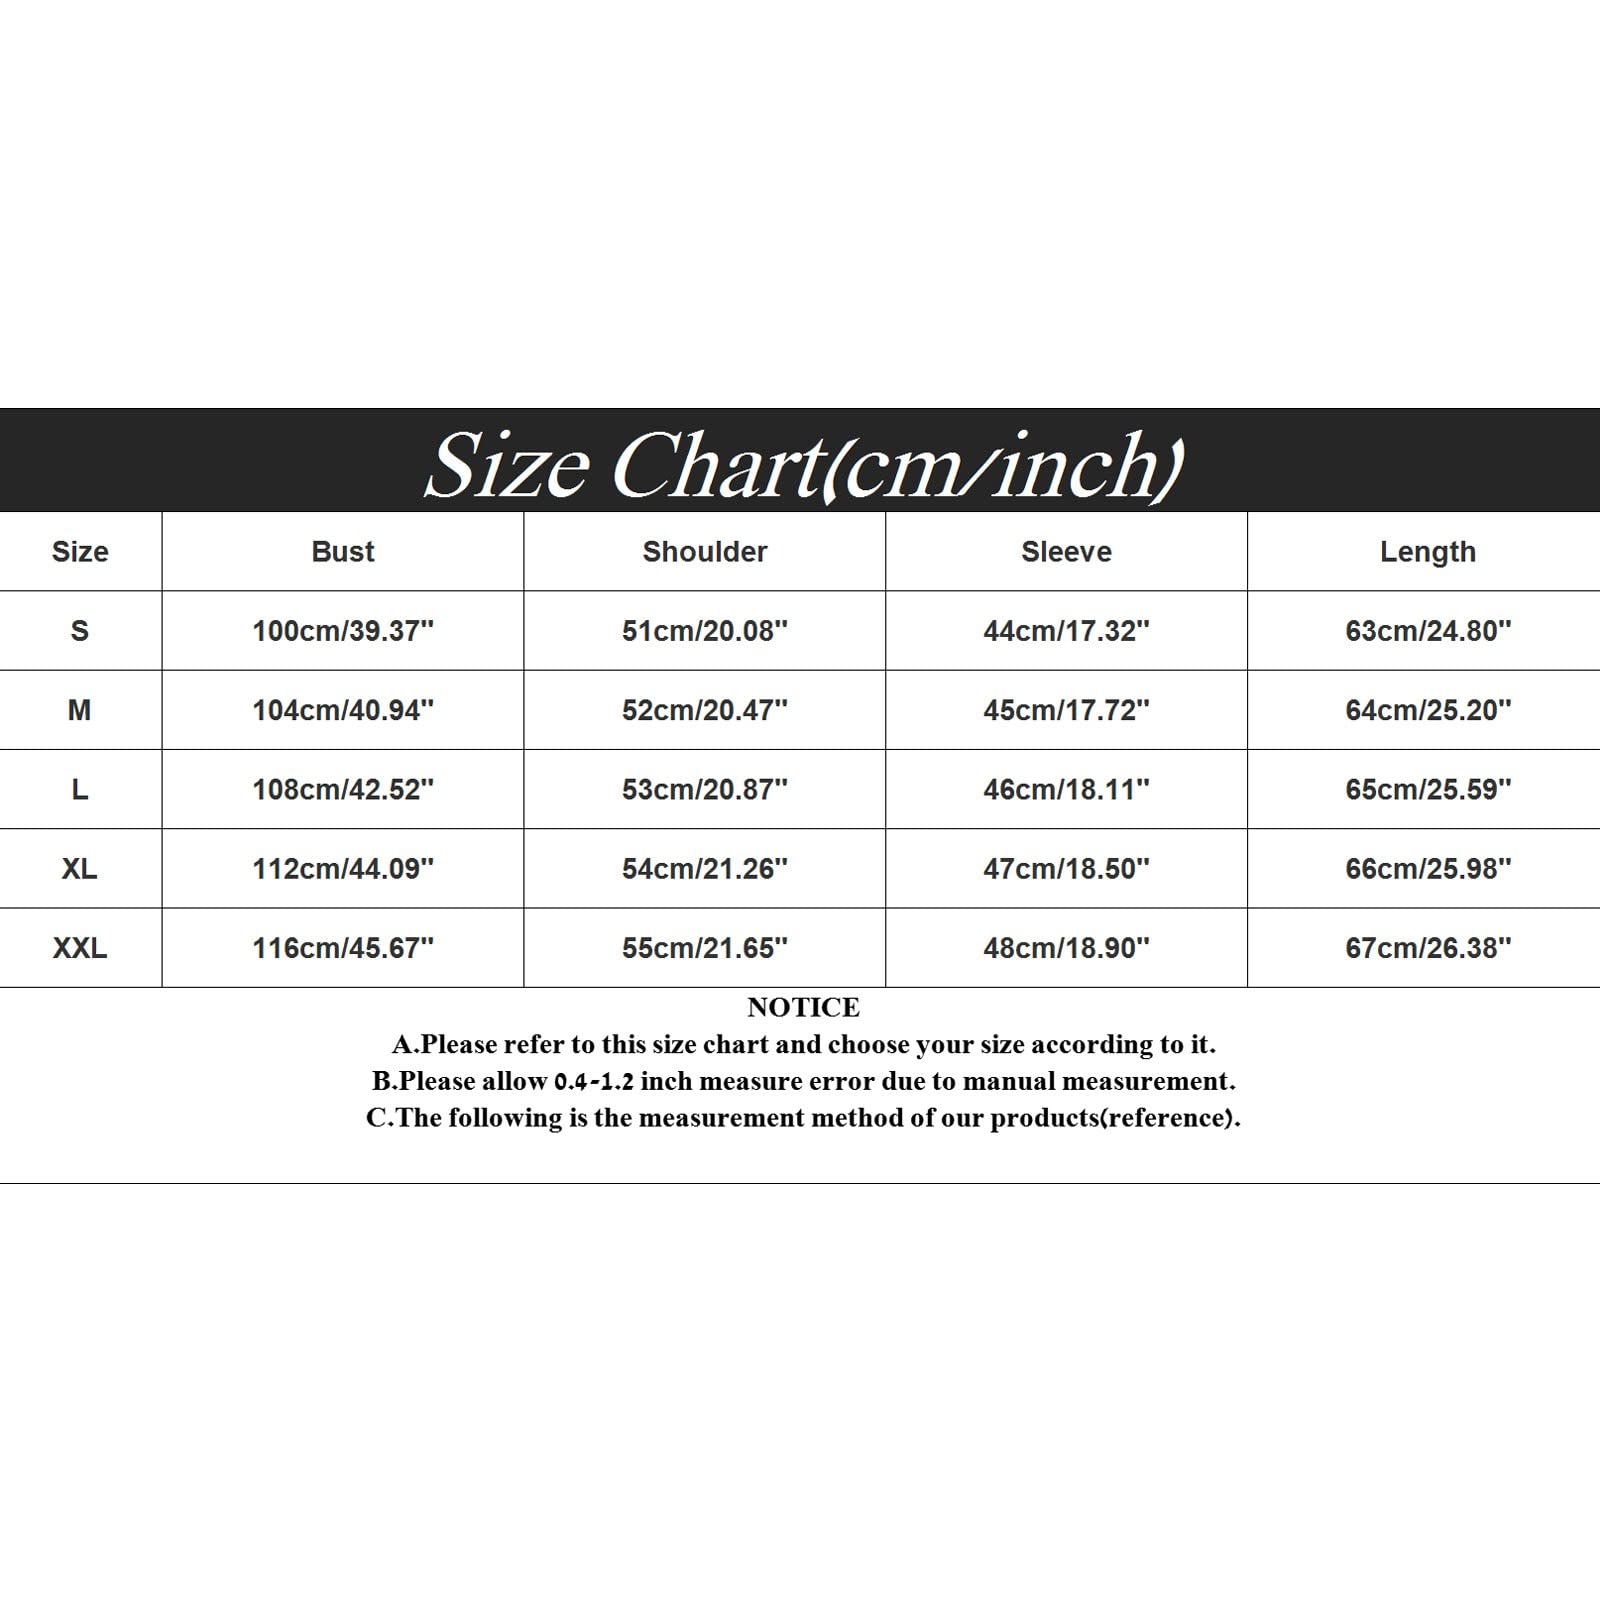 Size Chart(cm/inch)
Size Bust Shoulder Sleeve Length
S 100cm/39.37" 51cm/20.08" 44cm/17.32" 63cm/24.80"
M 104cm/40.94" 52cm/20.47" 45cm/17.72" 64cm/25.20"
L 108cm/42.52" 53cm/20.87" 46cm/18.11" 65cm/25.59"
XL 112cm/44.09" 54cm/21.26" 47cm/18.50" 66cm/25.98"
XXL 116cm/45.67" 55cm/21.65" 48cm/18.90" 67cm/26.38"
NOTICE
A.Please refer to this size chart and choose your size according to it.
B.Please allow 0.4-1.2 inch measure error due to manual measurement.
C.The following is the measurement method of our products(reference).